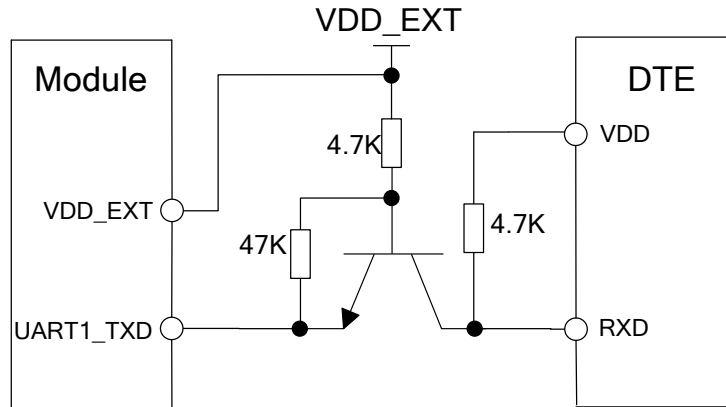 VDD_EXT
Module
DTE
VDD
4.7K
VDD_EXT
47K
4.7K
UART1_TXD
RXD